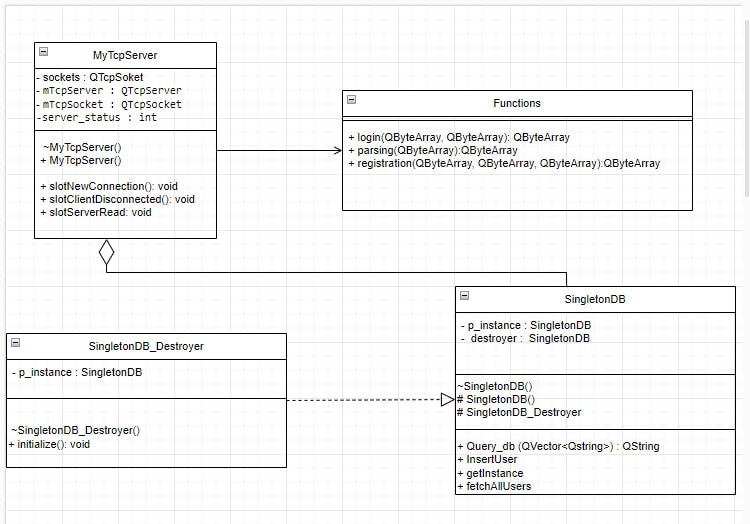 MyTcpServer
- sockets : QTcpSoket
- mTcpServer : QTcpServer
- mTcpSocket : QTcpSocket
-server_status : int
~MyTcpServer()
+ MyTcpServer()
+ slotNewConnection(): void
+ slotClientDisconnected(): void
+ slotServerRead: void
Functions
+ login(QByteArray, QByteArray): QByteArray
+ parsing(QByteArray):QByteArray
+ registration(QByteArray, QByteArray, QByteArray):QByteArray
SingletonDB
- p_instance : SingletonDB
- destroyer : SingletonDB
~SingletonDB()
# SingletonDB()
# SingletonDB_Destroyer
+ Query_db (QVector<Qstring>) : QString
+ InsertUser
+ getInstance
+ fetchAllUsers
SingletonDB_Destroyer
- p_instance : SingletonDB
~SingletonDB_Destroyer()
+ initialize(): void